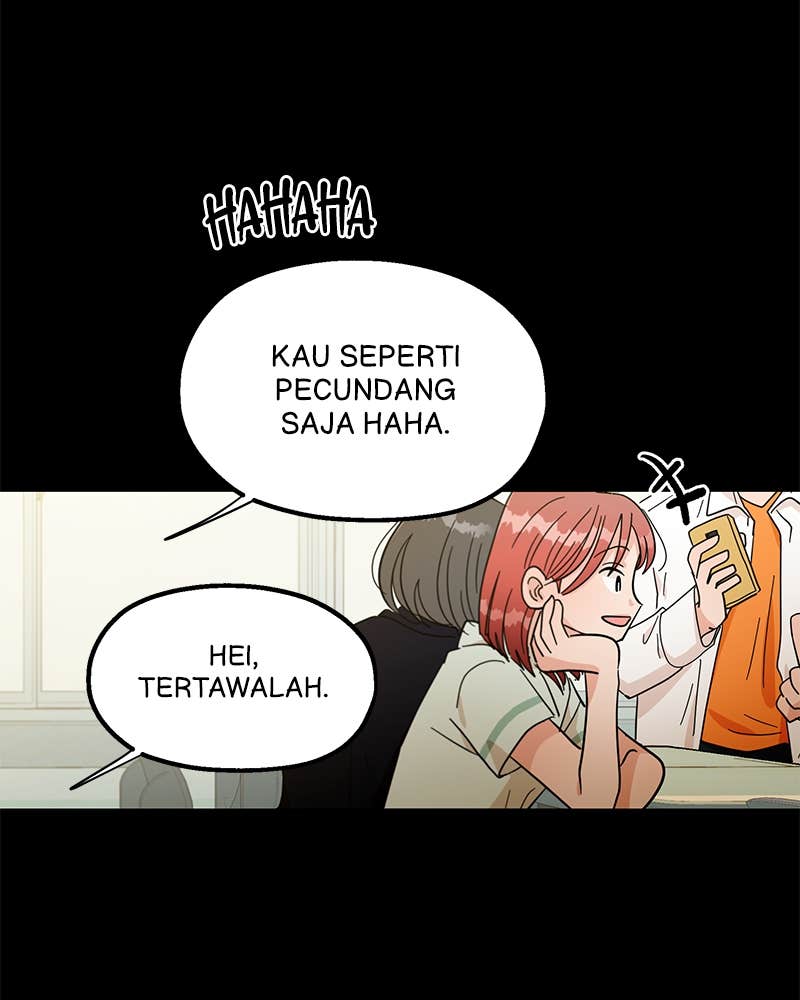 HAHAHA
KAU SEPERTI
PECUNDANG
SAJA HAHA.
HEI,
TERTAWALAH.